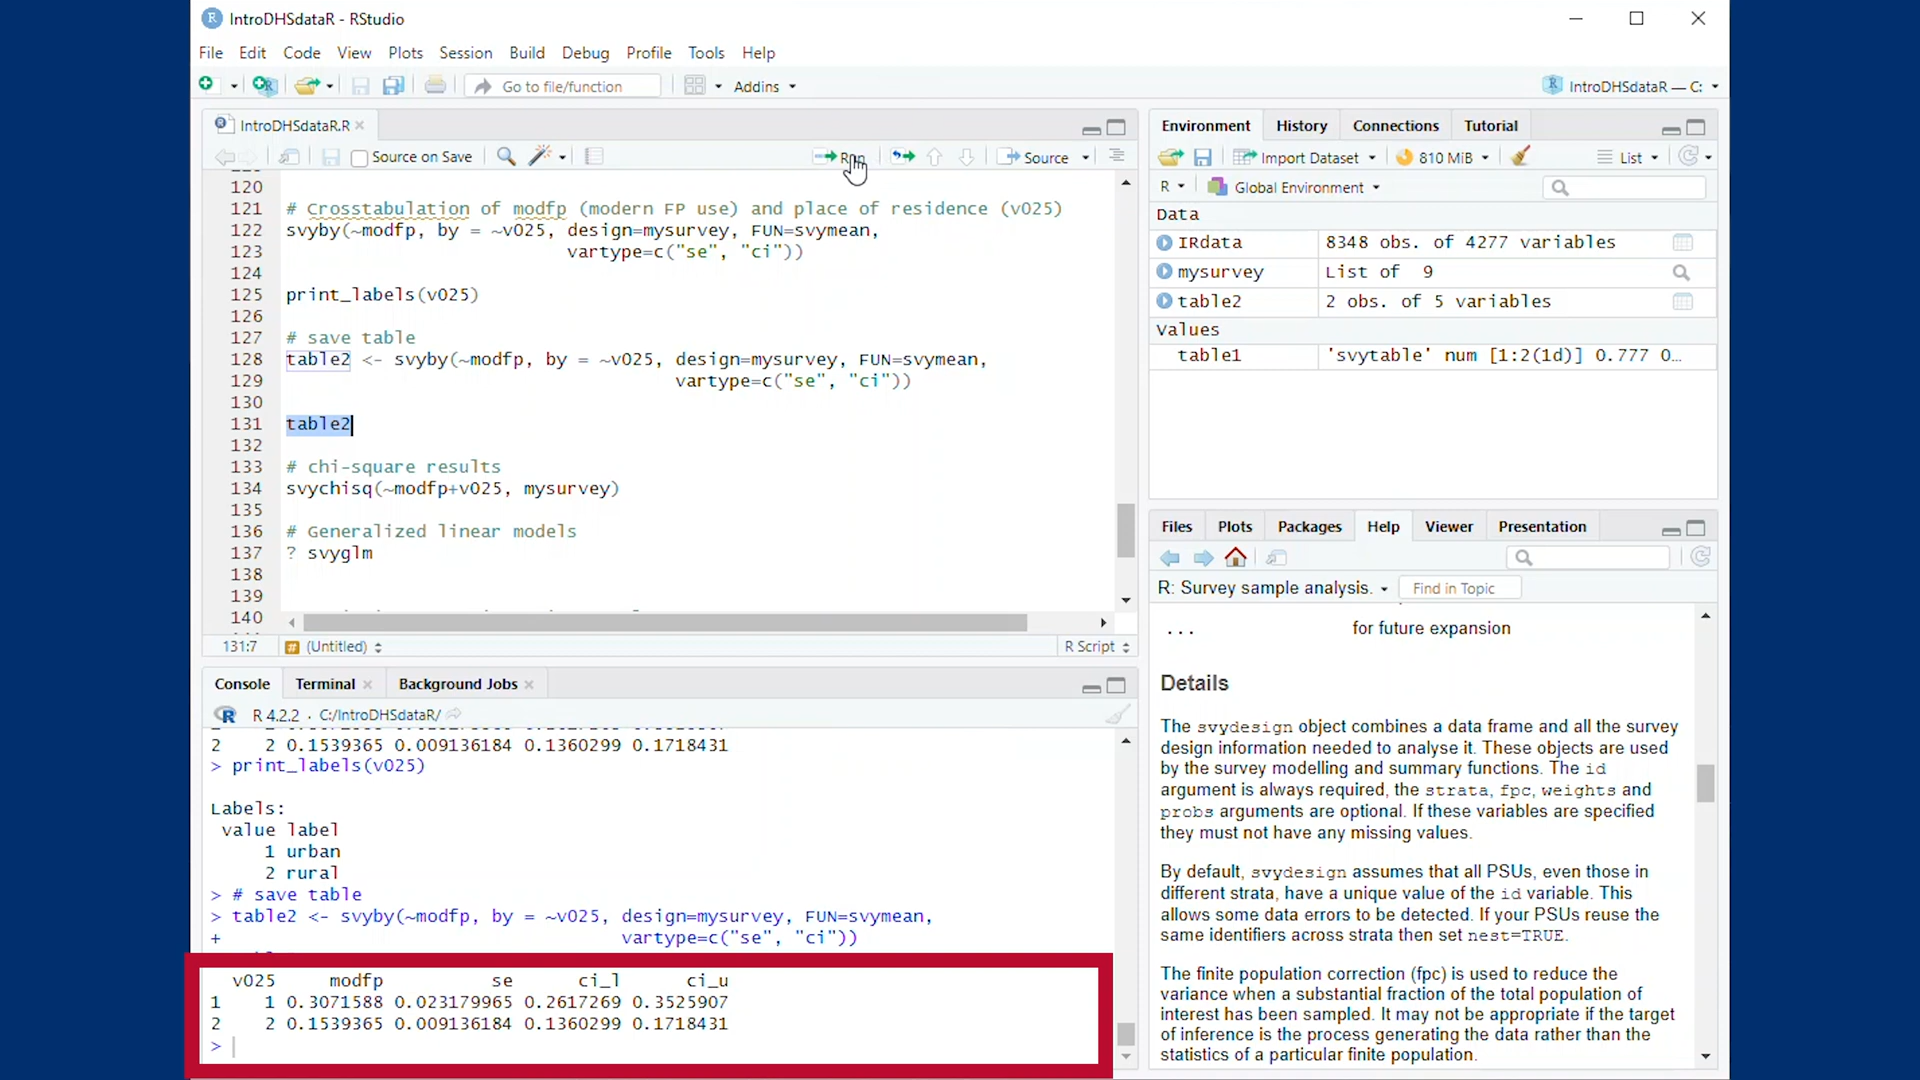 IntroDHSdataR - RStudio
File Edit Code View Plots Session Build Debug Profile Tools Help
Go to file/function Addins IntroDHSdataR — C:
IntroDHSdataR.R
Source on Save Run Source
120
121 # Crosstabulation of modfp (modern FP use) and place of residence (v025)
122 svyby(~modfp, by = ~v025, design=mysurvey, FUN=svymean,
123 vartype=c("se", "ci"))
124
125 print_labels(v025)
126
127 # save table
128 table2 <- svyby(~modfp, by = ~v025, design=mysurvey, FUN=svymean,
129 vartype=c("se", "ci"))
130
131 table2
132
133 # chi-square results
134 svychisq(~modfp+v025, mysurvey)
135
136 # Generalized linear models
137 ? svyglm
138
139
140
131:7 (Untitled) R Script
Console Terminal Background Jobs
R 4.2.2 · C:/IntroDHSdataR/
2 2 0.1539365 0.009136184 0.1360299 0.1718431
> print_labels(v025)
Labels:
value label
1 urban
2 rural
> # save table
> table2 <- svyby(~modfp, by = ~v025, design=mysurvey, FUN=svymean,
+ vartype=c("se", "ci"))
v025 modfp se ci_l ci_u
1 1 0.3071588 0.023179965 0.2617269 0.3525907
2 2 0.1539365 0.009136184 0.1360299 0.1718431
>
Environment History Connections Tutorial
Import Dataset 810 MiB List
R Global Environment
Data
IRdata 8348 obs. of 4277 variables
mysurvey List of 9
table2 2 obs. of 5 variables
Values
table1 'svytable' num [1:2(1d)] 0.777 0…
Files Plots Packages Help Viewer Presentation
R: Survey sample analysis. Find in Topic
... for future expansion
Details
The svydesign object combines a data frame and all the survey
design information needed to analyse it. These objects are used
by the survey modelling and summary functions. The id
argument is always required, the strata, fpc, weights and
probs arguments are optional. If these variables are specified
they must not have any missing values.
By default, svydesign assumes that all PSUs, even those in
different strata, have a unique value of the id variable. This
allows some data errors to be detected. If your PSUs reuse the
same identifiers across strata then set nest=TRUE.
The finite population correction (fpc) is used to reduce the
variance when a substantial fraction of the total population of
interest has been sampled. It may not be appropriate if the target
of inference is the process generating the data rather than the
statistics of a particular finite population.